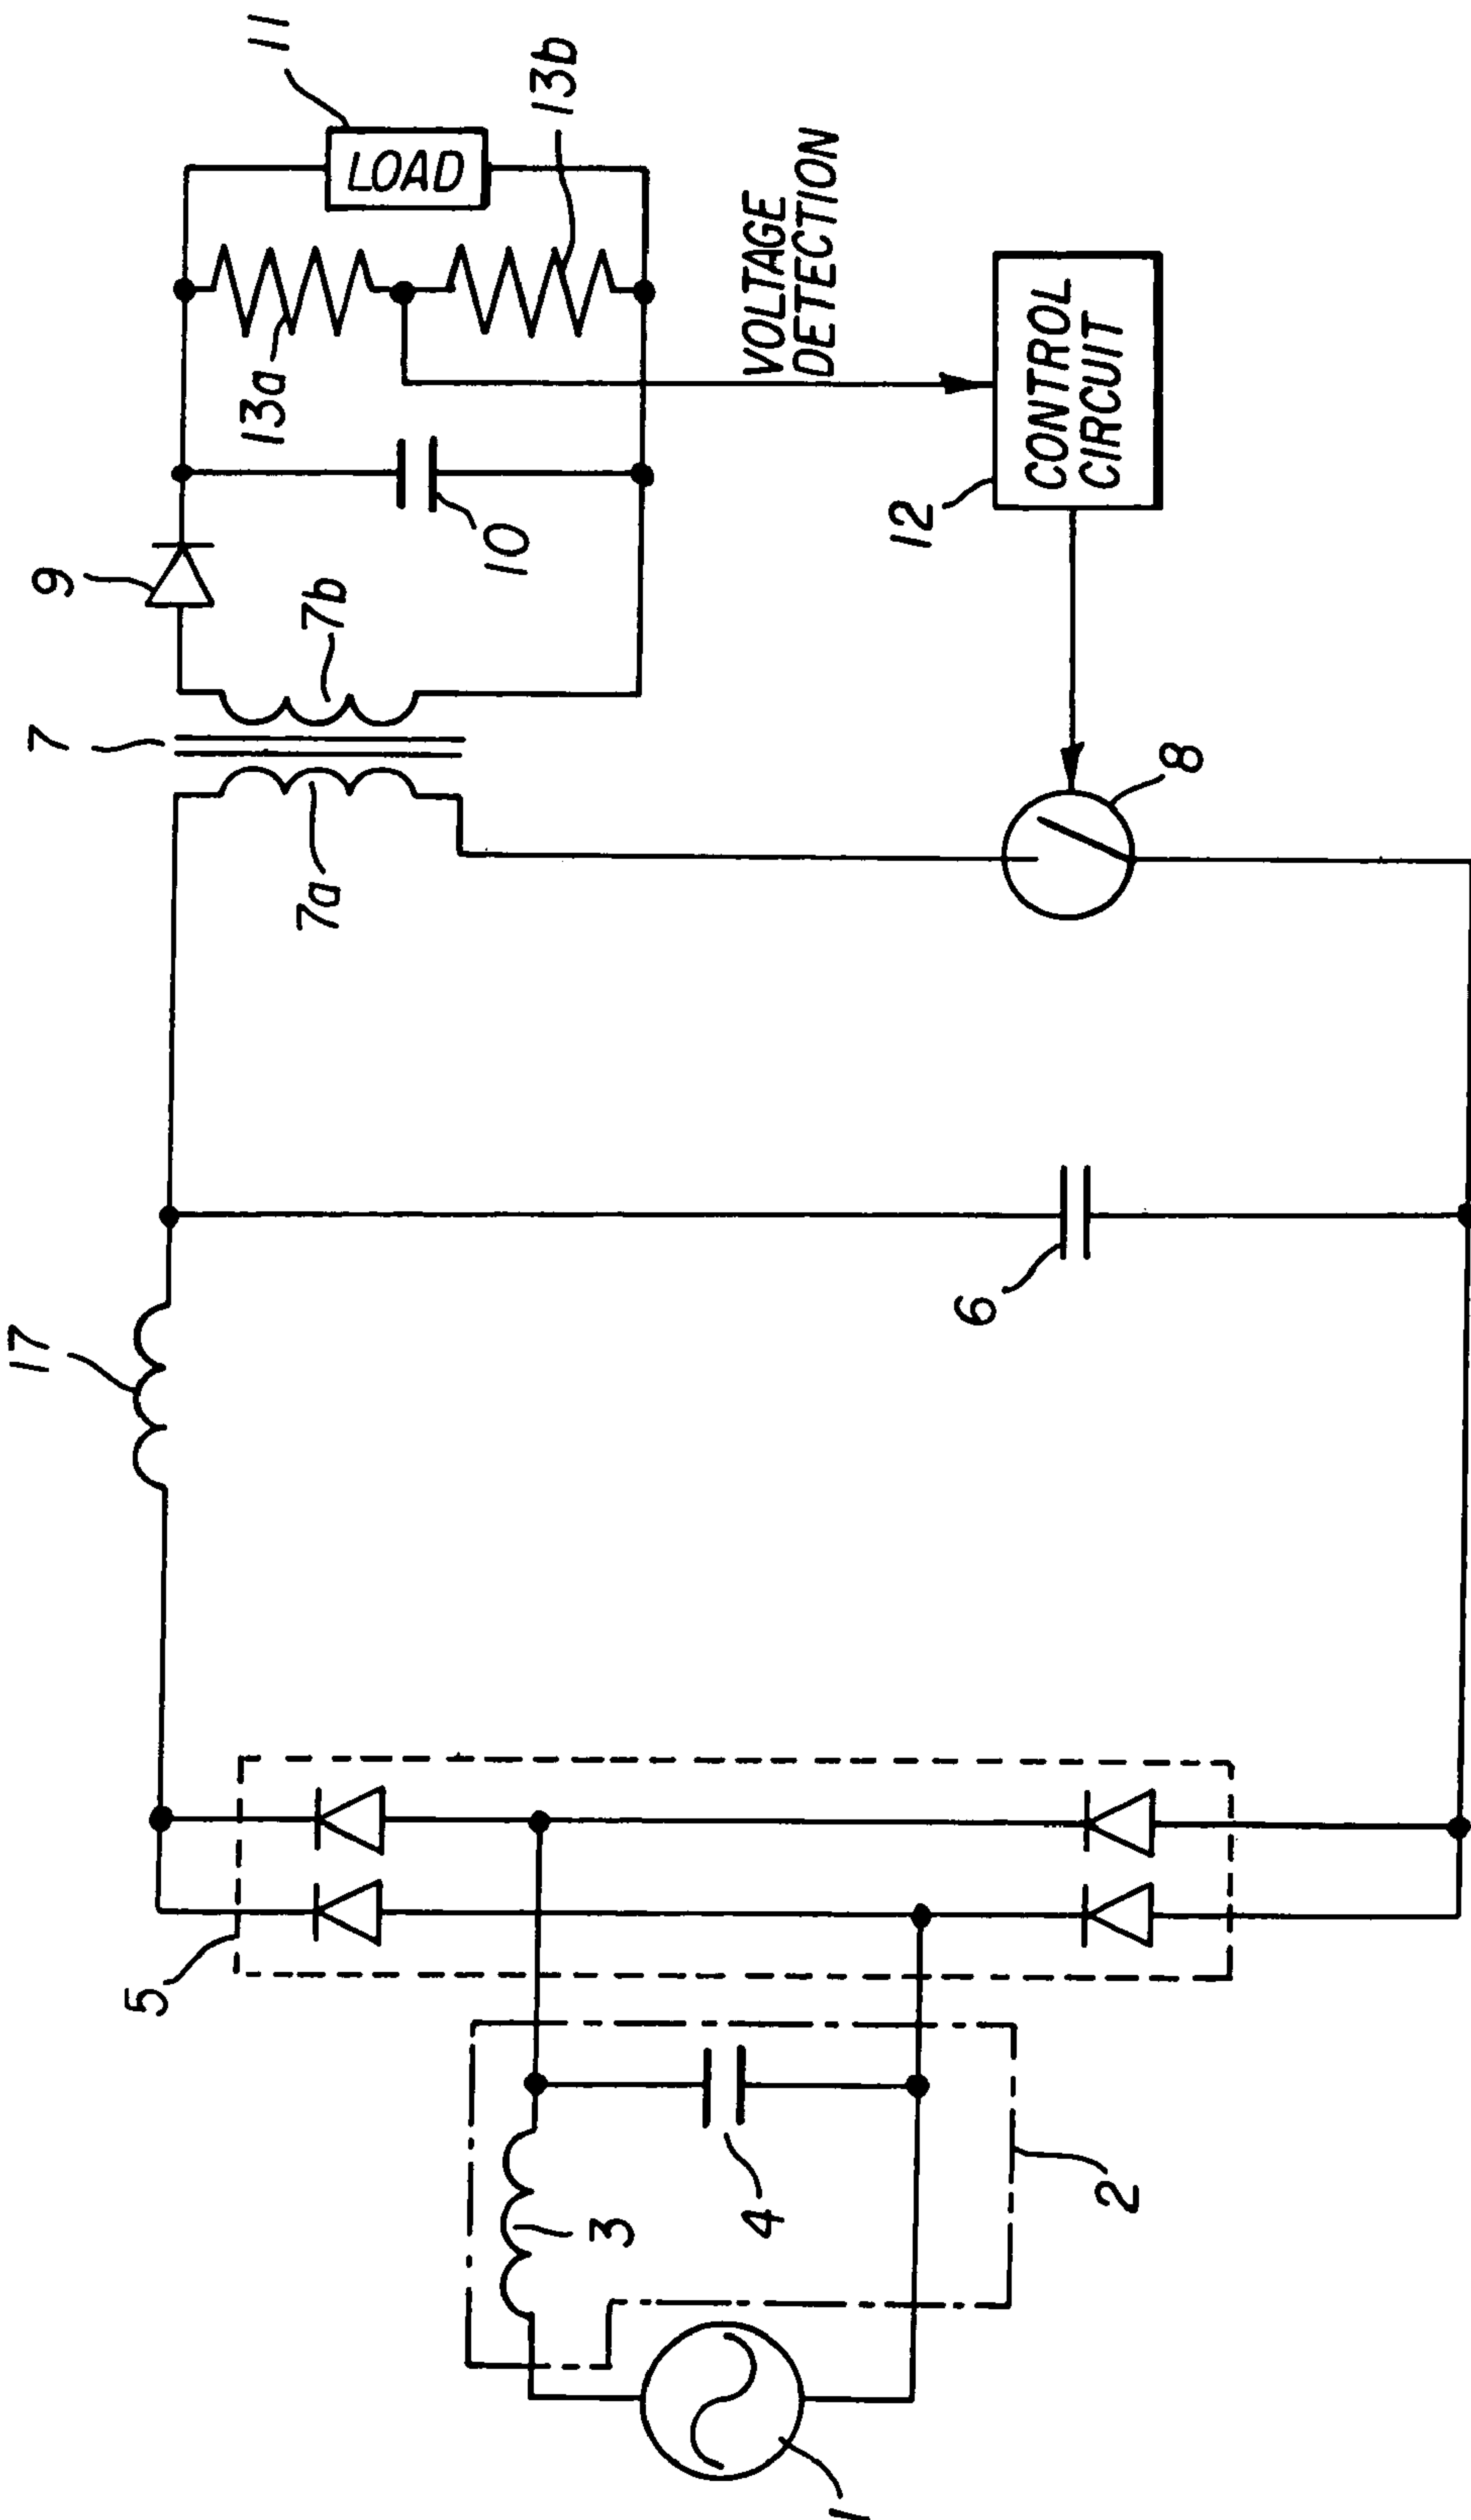 17
7
9
11
5
7a
7b
13a
13b
LOAD
10
3
4
6
12
VOLTAGE
DETECTION
CONTROL
CIRCUIT
1
2
8